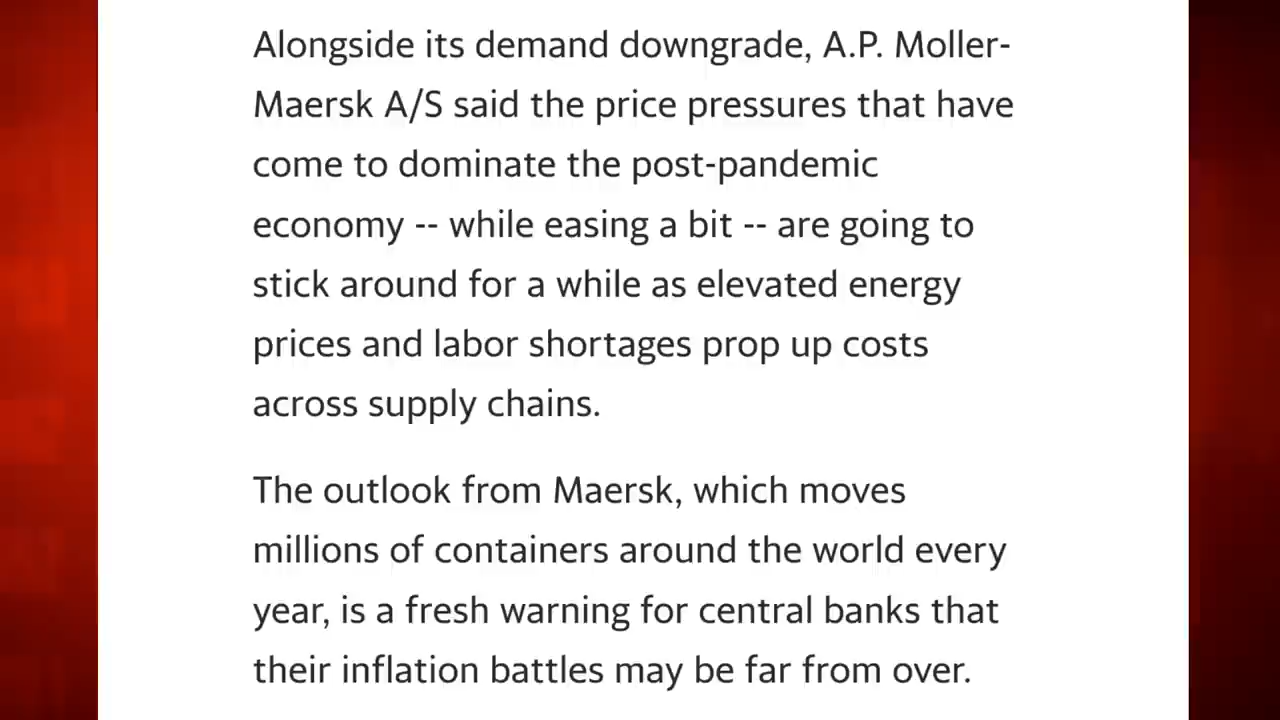 Alongside its demand downgrade, A.P. Moller-
Maersk A/S said the price pressures that have
come to dominate the post-pandemic
economy -- while easing a bit -- are going to
stick around for a while as elevated energy
prices and labor shortages prop up costs
across supply chains.
The outlook from Maersk, which moves
millions of containers around the world every
year, is a fresh warning for central banks that
their inflation battles may be far from over.